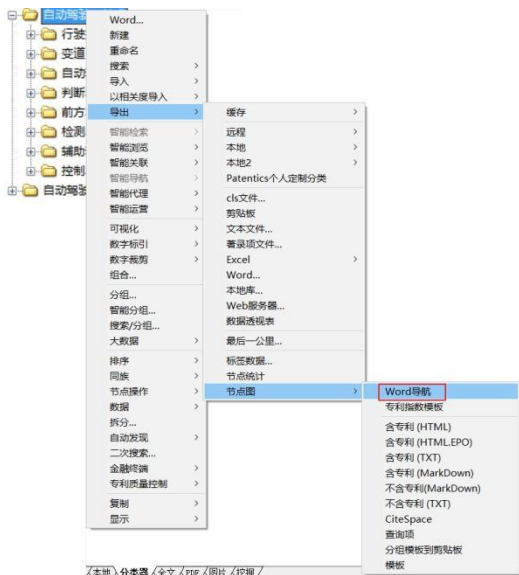 自动驾驶
行驶
变道
自动
判断
前方
检测
辅助
控制
自动驾驶
Word...
新建
重命名
搜索
导入
以相关度导入
导出
智能检索
智能浏览
智能关联
智能导航
智能代理
智能运营
可视化
数字标引
数字裁剪
组合...
分组...
智能分组...
搜索/分组...
大数据
排序
同族
节点操作
数据
拆分...
自动发现
二次搜索...
金融终端
专利质量控制
复制
显示
缓存
远程
本地
本地2
Patentics个人定制分类
cls文件...
剪贴板
文本文件...
著录项文件...
Excel
Word...
本地库...
Web服务器...
数据透视表
最后一公里...
标签数据...
节点统计
节点图
Word导航
专利指数模板
含专利 (HTML)
含专利 (HTML.EPO)
含专利 (TXT)
含专利 (MarkDown)
不含专利(MarkDown)
不含专利 (TXT)
CiteSpace
查询项
分组模板到剪贴板
模板
本地 分类器 全文 PDF 图片 挖掘